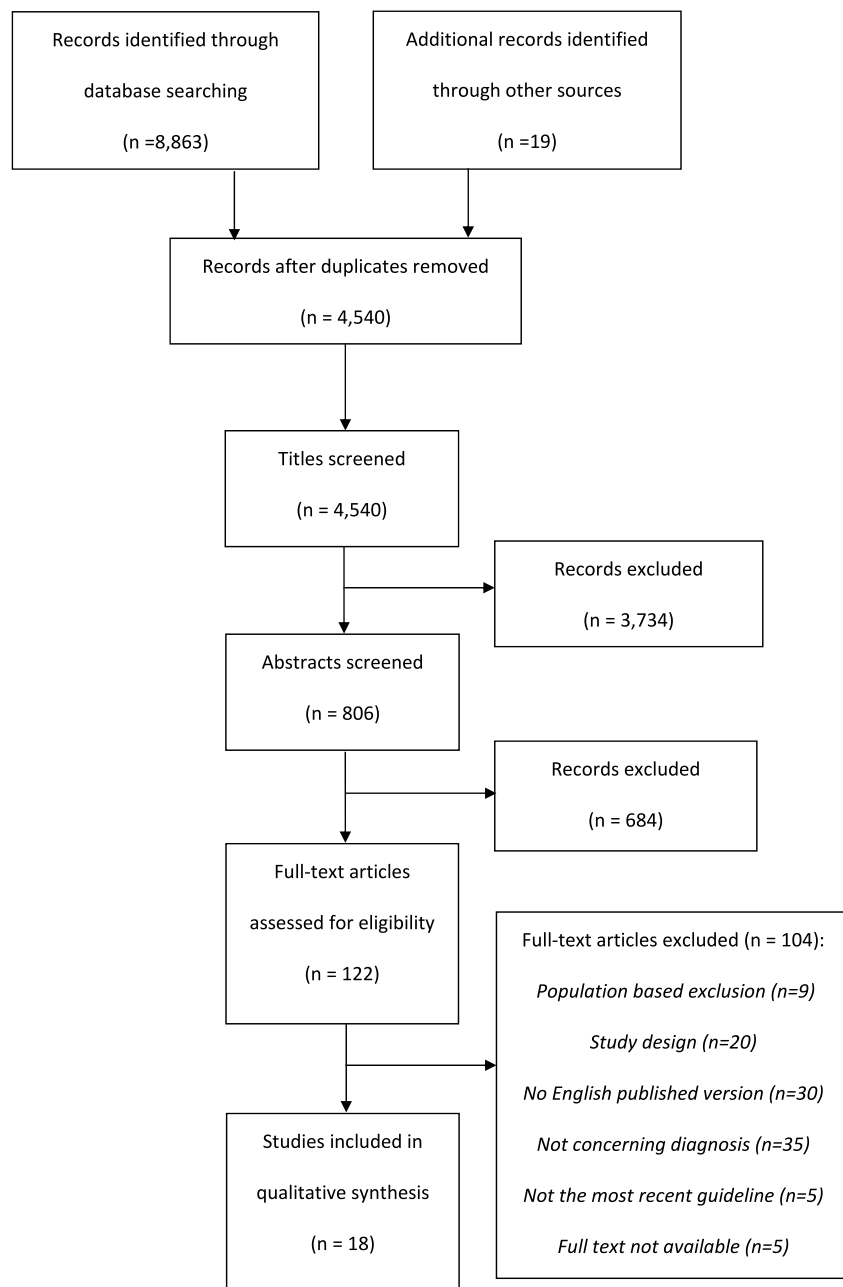 Records identified through
database searching
(n =8,863)
Additional records identified
through other sources
(n =19)
Records after duplicates removed
(n = 4,540)
Titles screened
(n = 4,540)
Records excluded
(n = 3,734)
Abstracts screened
(n = 806)
Records excluded
(n = 684)
Full-text articles
assessed for eligibility
(n = 122)
Full-text articles excluded (n = 104):
Population based exclusion (n=9)
Study design (n=20)
No English published version (n=30)
Not concerning diagnosis (n=35)
Not the most recent guideline (n=5)
Full text not available (n=5)
Studies included in
qualitative synthesis
(n = 18)